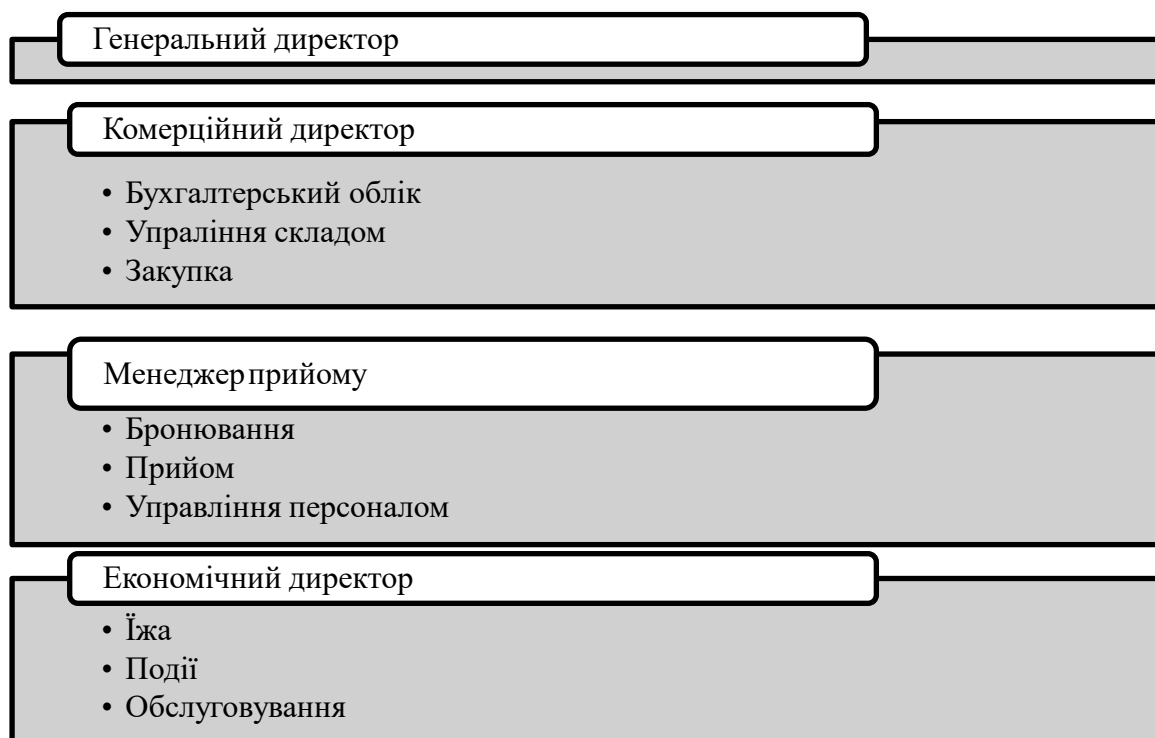 Генеральний директор
Комерційний директор
• Бухгалтерський облік
• Упраління складом
• Закупка
Менеджер прийому
• Бронювання
• Прийом
• Управління персоналом
Економічний директор
• Їжа
• Події
• Обслуговування